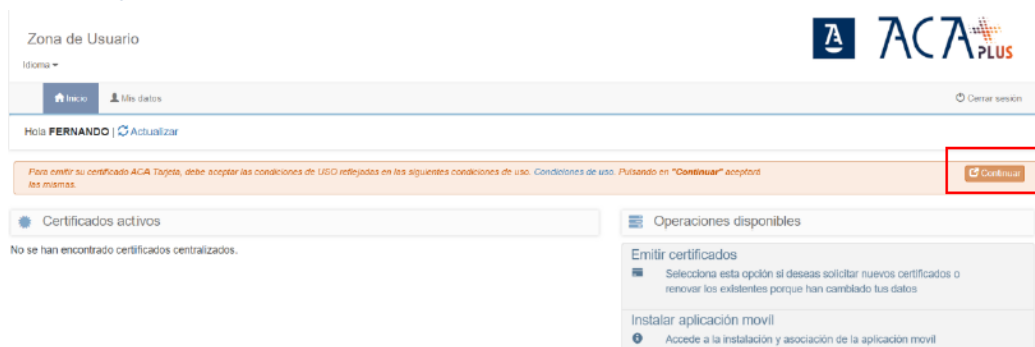 Zona de Usuario
ACA PLUS
Idioma
Inicio Mis datos Cerrar sesión
Hola FERNANDO | Actualizar
Para emitir su certificado ACA Tarjeta, debe aceptar las condiciones de USO reflejadas en las siguientes condiciones de uso. Condiciones de uso. Pulsando en "Continuar" aceptará
las mismas.
Continuar
Certificados activos
No se han encontrado certificados centralizados.
Operaciones disponibles
Emitir certificados
Selecciona esta opción si deseas solicitar nuevos certificados o
renovar los existentes porque han cambiado tus datos
Instalar aplicación movíl
Accede a la instalación y asociación de la aplicación movil